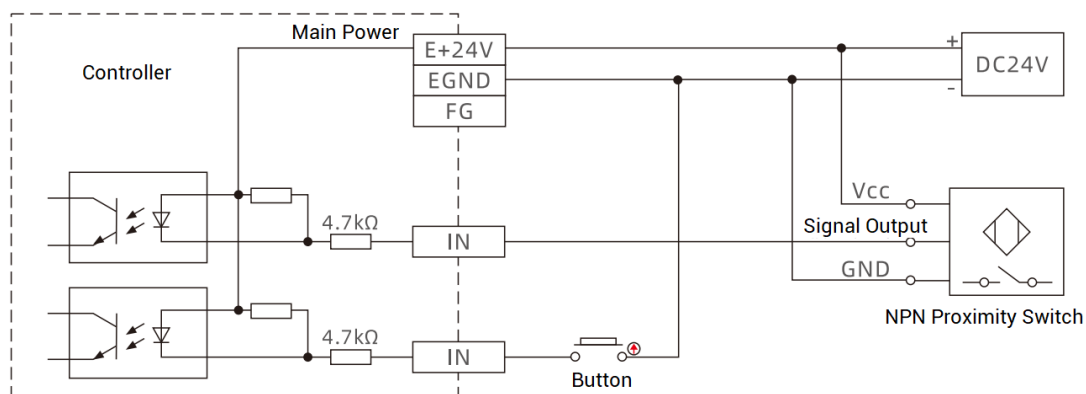 Main Power
E+24V
EGND
FG
Controller
+
DC24V
-
Vcc
Signal Output
GND
4.7kΩ
IN
NPN Proximity Switch
4.7kΩ
IN
Button